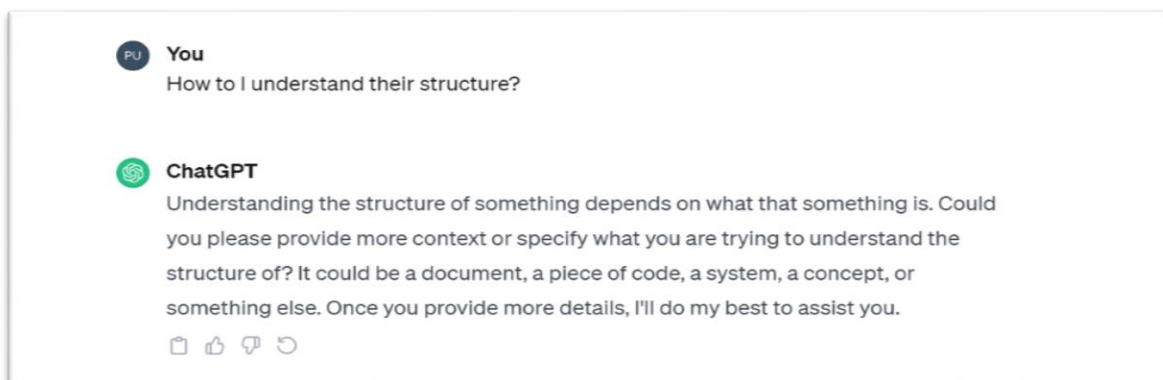 PU
You
How to I understand their structure?
ChatGPT
Understanding the structure of something depends on what that something is. Could
you please provide more context or specify what you are trying to understand the
structure of? It could be a document, a piece of code, a system, a concept, or
something else. Once you provide more details, I'll do my best to assist you.